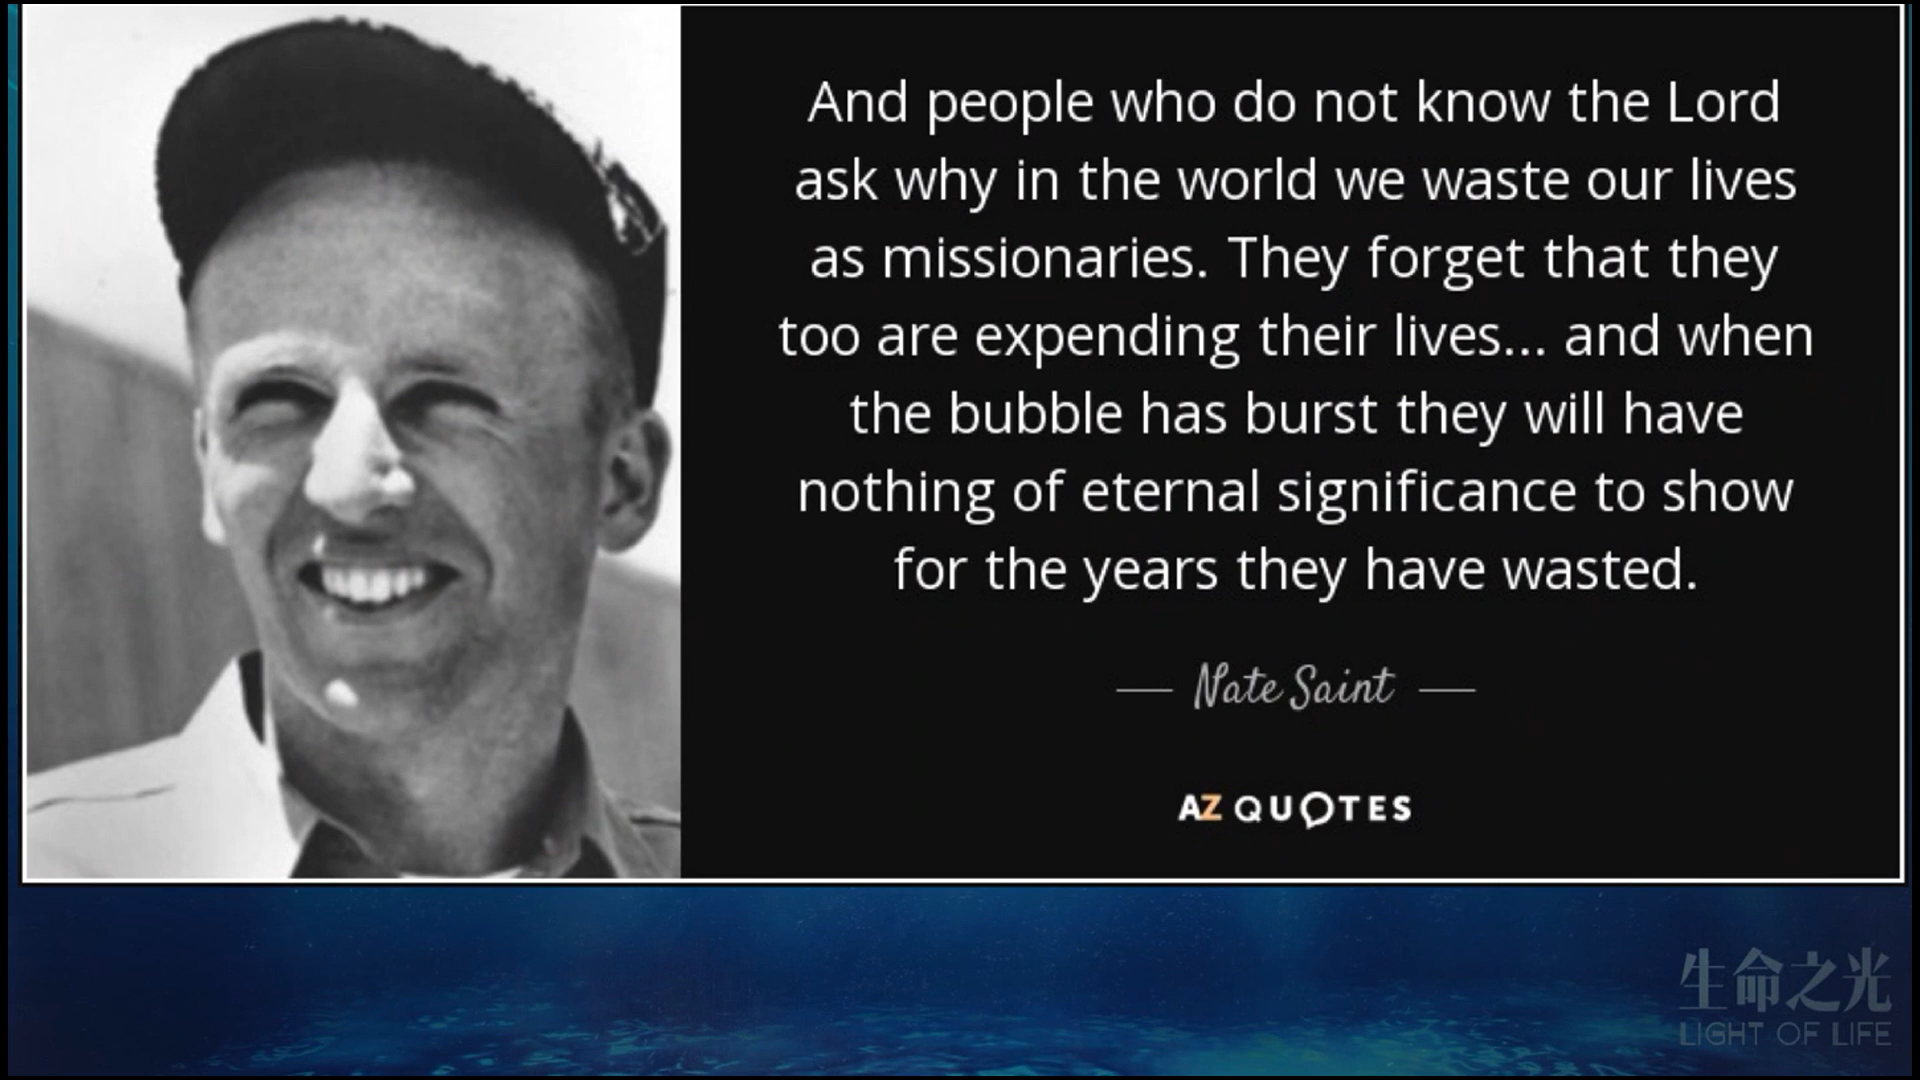 And people who do not know the Lord
ask why in the world we waste our lives
as missionaries. They forget that they
too are expending their lives... and when
the bubble has burst they will have
nothing of eternal significance to show
for the years they have wasted.
— Nate Saint —
AZ QUOTES
生命之光
LIGHT OF LIFE